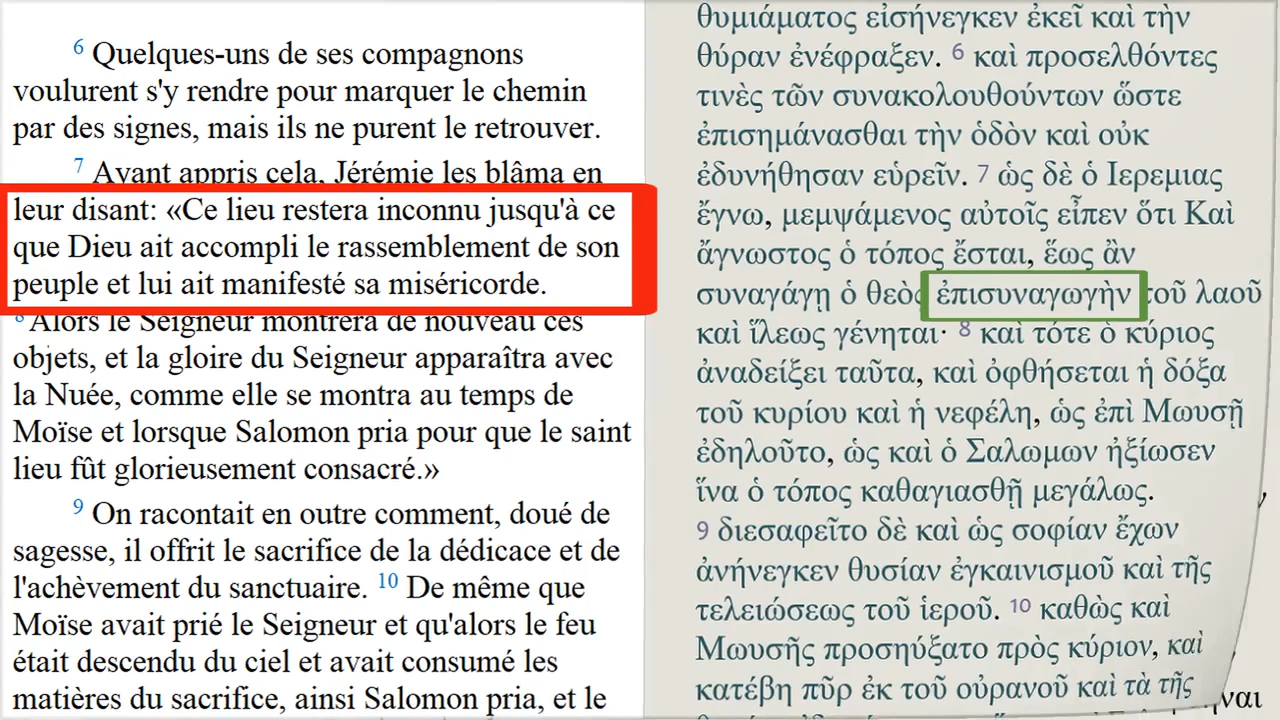 6 Quelques-uns de ses compagnons
voulurent s'y rendre pour marquer le chemin
par des signes, mais ils ne purent le retrouver.
7 Ayant appris cela, Jérémie les blâma en
leur disant: «Ce lieu restera inconnu jusqu'à ce
que Dieu ait accompli le rassemblement de son
peuple et lui ait manifesté sa miséricorde.
8 Alors le Seigneur montrera de nouveau ces
objets, et la gloire du Seigneur apparaîtra avec
la Nuée, comme elle se montra au temps de
Moïse et lorsque Salomon pria pour que le saint
lieu fût glorieusement consacré.»
9 On racontait en outre comment, doué de
sagesse, il offrit le sacrifice de la dédicace et de
l'achèvement du sanctuaire. 10 De même que
Moïse avait prié le Seigneur et qu'alors le feu
était descendu du ciel et avait consumé les
matières du sacrifice, ainsi Salomon pria, et le
θυμιάματος εἰσήνεγκεν ἐκεῖ καὶ τὴν
θύραν ἐνέφραξεν. 6 καὶ προσελθόντες
τινὲς τῶν συνακολουθούντων ὥστε
ἐπισημάνασθαι τὴν ὁδὸν καὶ οὐκ
ἐδυνήθησαν εὑρεῖν. 7 ὡς δὲ ὁ Ιερεμιας
ἔγνω, μεμψάμενος αὐτοῖς εἶπεν ὅτι Καὶ
ἄγνωστος ὁ τόπος ἔσται, ἕως ἂν
συναγάγῃ ὁ θεὸς ἐπισυναγωγὴν τοῦ λαοῦ
καὶ ἵλεως γένηται· 8 καὶ τότε ὁ κύριος
ἀναδείξει ταῦτα, καὶ ὀφθήσεται ἡ δόξα
τοῦ κυρίου καὶ ἡ νεφέλη, ὡς ἐπὶ Μωυσῇ
ἐδηλοῦτο, ὡς καὶ ὁ Σαλωμων ἠξίωσεν
ἵνα ὁ τόπος καθαγιασθῇ μεγάλως.
9 διεσαφεῖτο δὲ καὶ ὡς σοφίαν ἔχων
ἀνήνεγκεν θυσίαν ἐγκαινισμοῦ καὶ τῆς
τελειώσεως τοῦ ἱεροῦ. 10 καθὼς καὶ
Μωυσῆς προσηύξατο πρὸς κύριον, καὶ
κατέβη πῦρ ἐκ τοῦ οὐρανοῦ καὶ τὰ τῆς